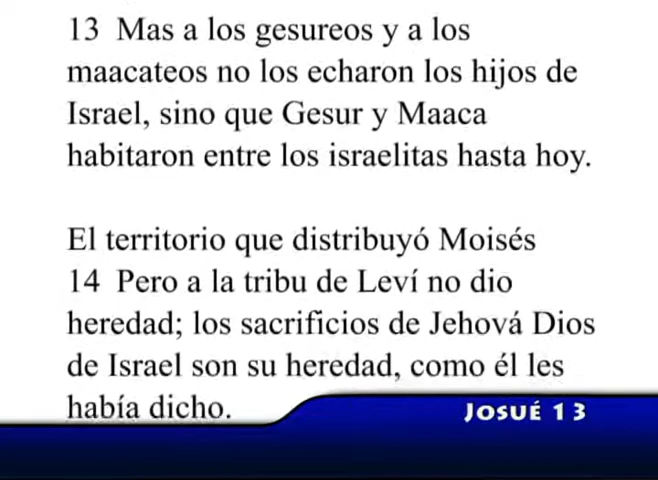 13 Mas a los gesureos y a los
maacateos no los echaron los hijos de
Israel, sino que Gesur y Maaca
habitaron entre los israelitas hasta hoy.
El territorio que distribuyó Moisés
14 Pero a la tribu de Leví no dio
heredad; los sacrificios de Jehová Dios
de Israel son su heredad, como él les
había dicho.
Josué 13